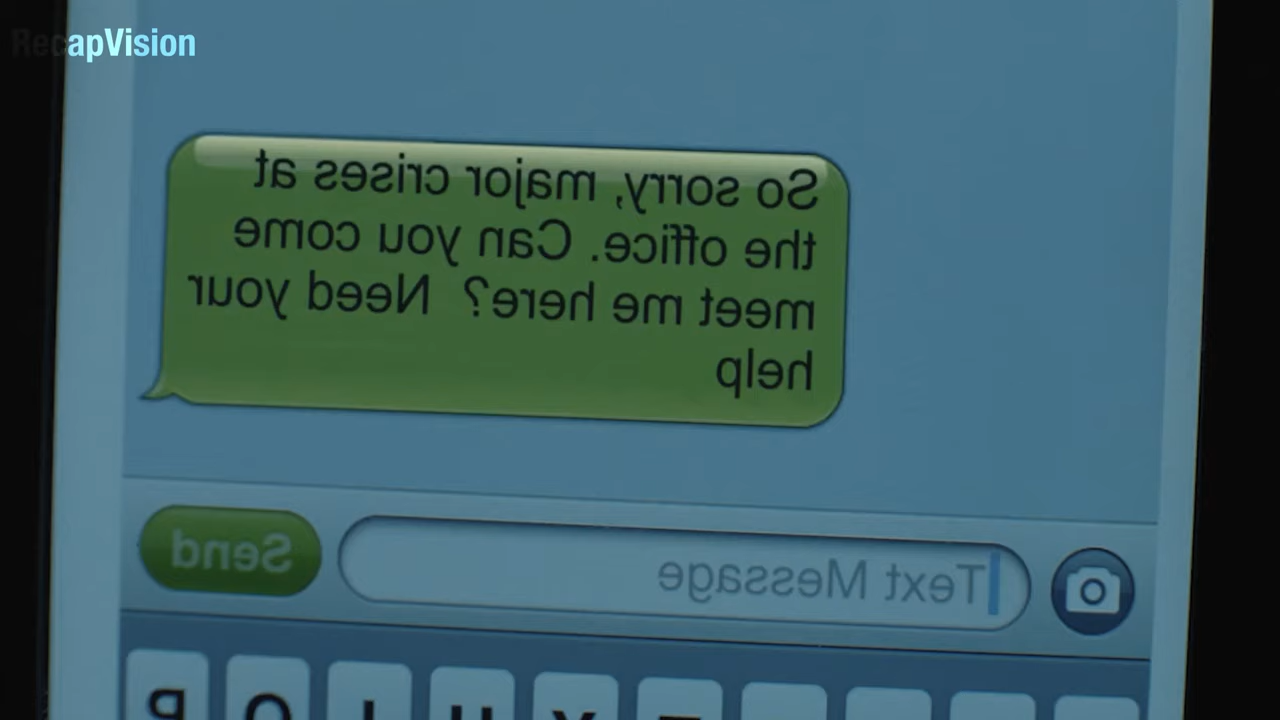 RecapVision
So sorry, major crises at
the office. Can you come
meet me here?  Need your
help
Send
Text Message
P O I U Y T